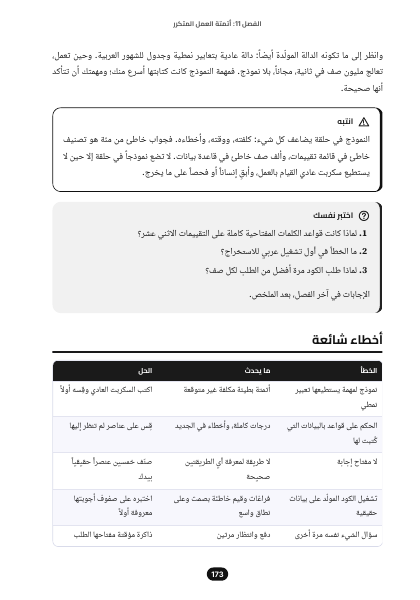 الفصل 11: أتمتة العمل المتكرر
وانظر إلى ما تكونه الدالة المولّدة أيضاً: دالة عادية بتعابير نمطية وجدول للشهور العربية. وحين تعمل،
تعالج مليون صف في ثانية، مجاناً، بلا نموذج. فمهمة النموذج كانت كتابتها أسرع منك؛ ومهمتك أن تتأكد
أنها صحيحة.
انتبه
النموذج في حلقة يضاعف كل شيء: كلفته، ووقته، وأخطاءه. فجواب خاطئ من مئة هو تصنيف
خاطئ في قائمة تقييمات، وألف صف خاطئ في قاعدة بيانات. لا تضع نموذجاً في حلقة إلا حين لا
يستطيع سكربت عادي القيام بالعمل، وأبقِ إنساناً أو فحصاً على ما يخرج.
اختبر نفسك
1. لماذا كانت قواعد الكلمات المفتاحية كاملة على التقييمات الاثني عشر؟
2. ما الخطأ في أول تشغيل عربي للاستخراج؟
3. لماذا طلب الكود مرة أفضل من الطلب لكل صف؟
الإجابات في آخر الفصل، بعد الملخص.
أخطاء شائعة
الخطأ ما يحدث الحل
نموذج لمهمة يستطيعها تعبير أتمتة بطيئة مكلفة غير متوقعة اكتب السكربت العادي وقِسه أولاً
نمطي
الحكم على قواعد بالبيانات التي درجات كاملة، وأخطاء في الجديد قِس على عناصر لم تنظر إليها
كُتبت لها
لا مفتاح إجابة لا طريقة لمعرفة أي الطريقتين صنّف خمسين عنصراً حقيقياً
صحيحة بيدك
تشغيل الكود المولّد على بيانات فراغات وقيم خاطئة بصمت وعلى اختبره على صفوف أجوبتها
حقيقية نطاق واسع معروفة أولاً
سؤال الشيء نفسه مرة أخرى دفع وانتظار مرتين ذاكرة مؤقتة مفتاحها الطلب
173